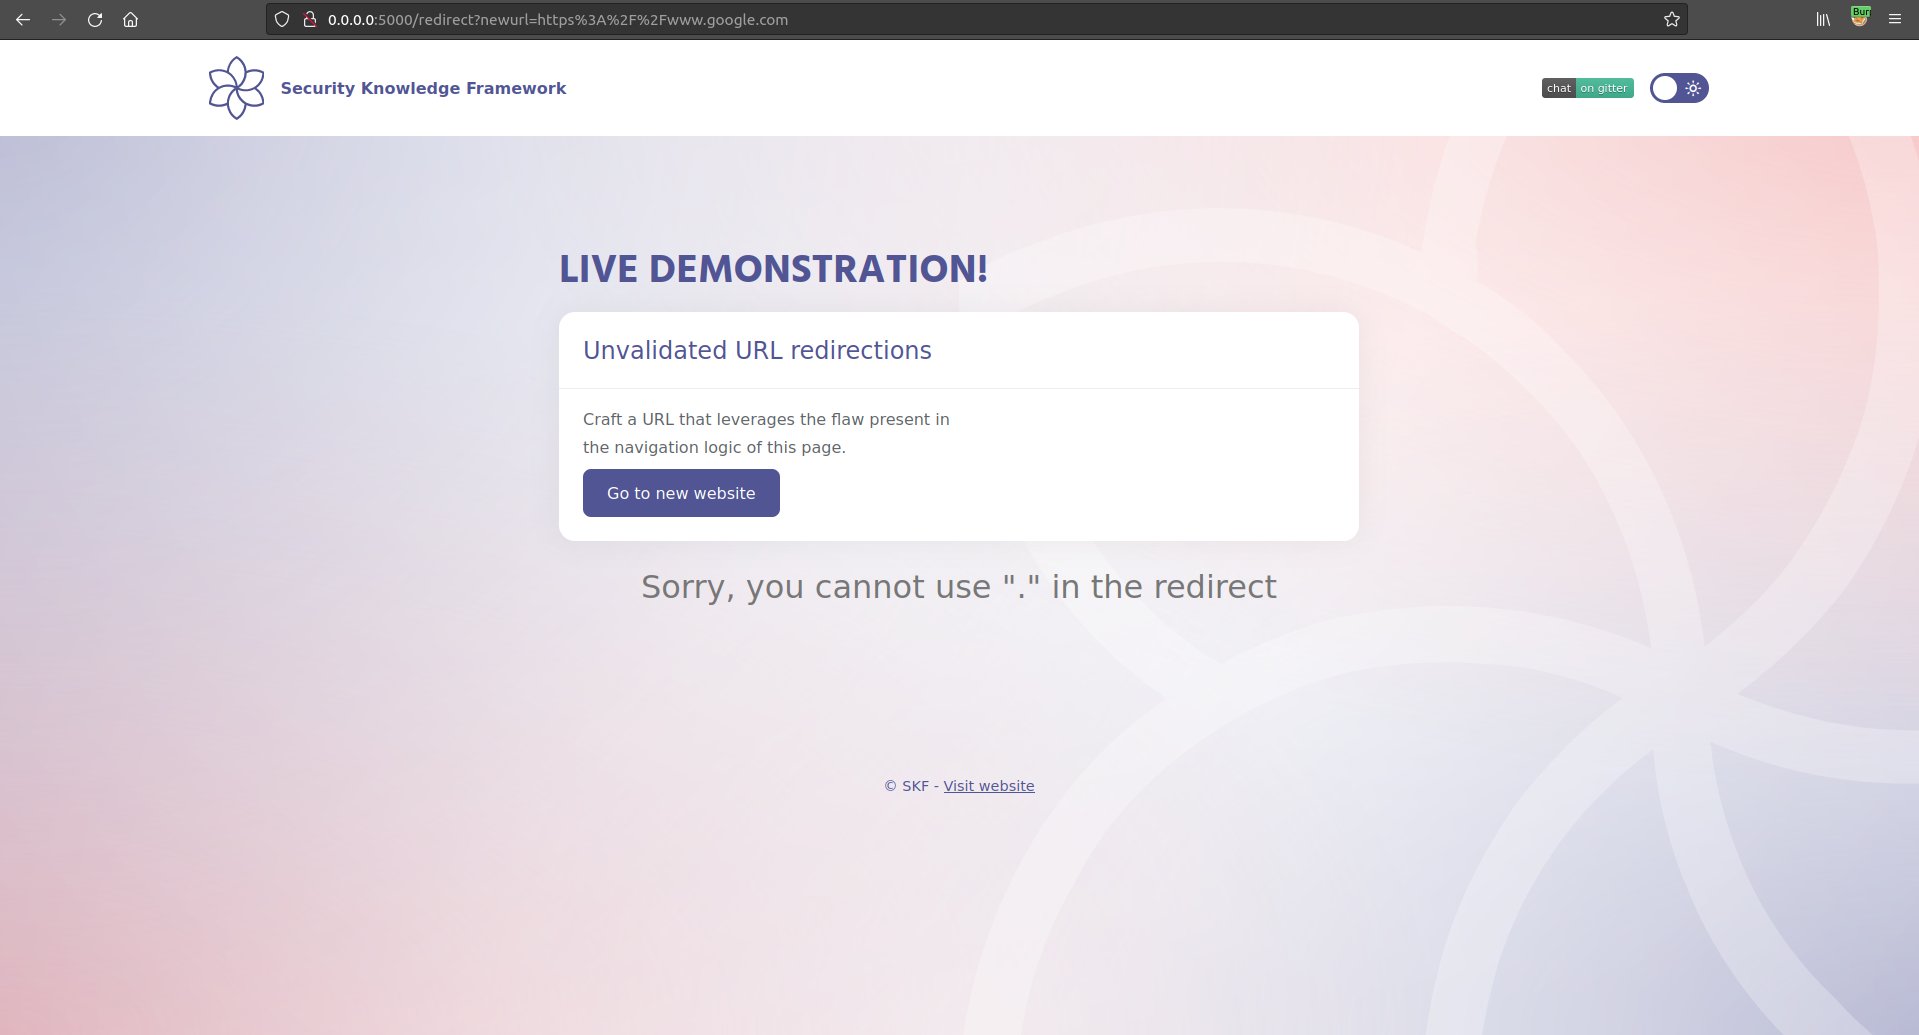 0.0.0.0:5000/redirect?newurl=https%3A%2F%2Fwww.google.com
Bur
Security Knowledge Framework
chat on gitter
LIVE DEMONSTRATION!
Unvalidated URL redirections
Craft a URL that leverages the flaw present in
the navigation logic of this page.
Go to new website
Sorry, you cannot use "." in the redirect
© SKF - Visit website